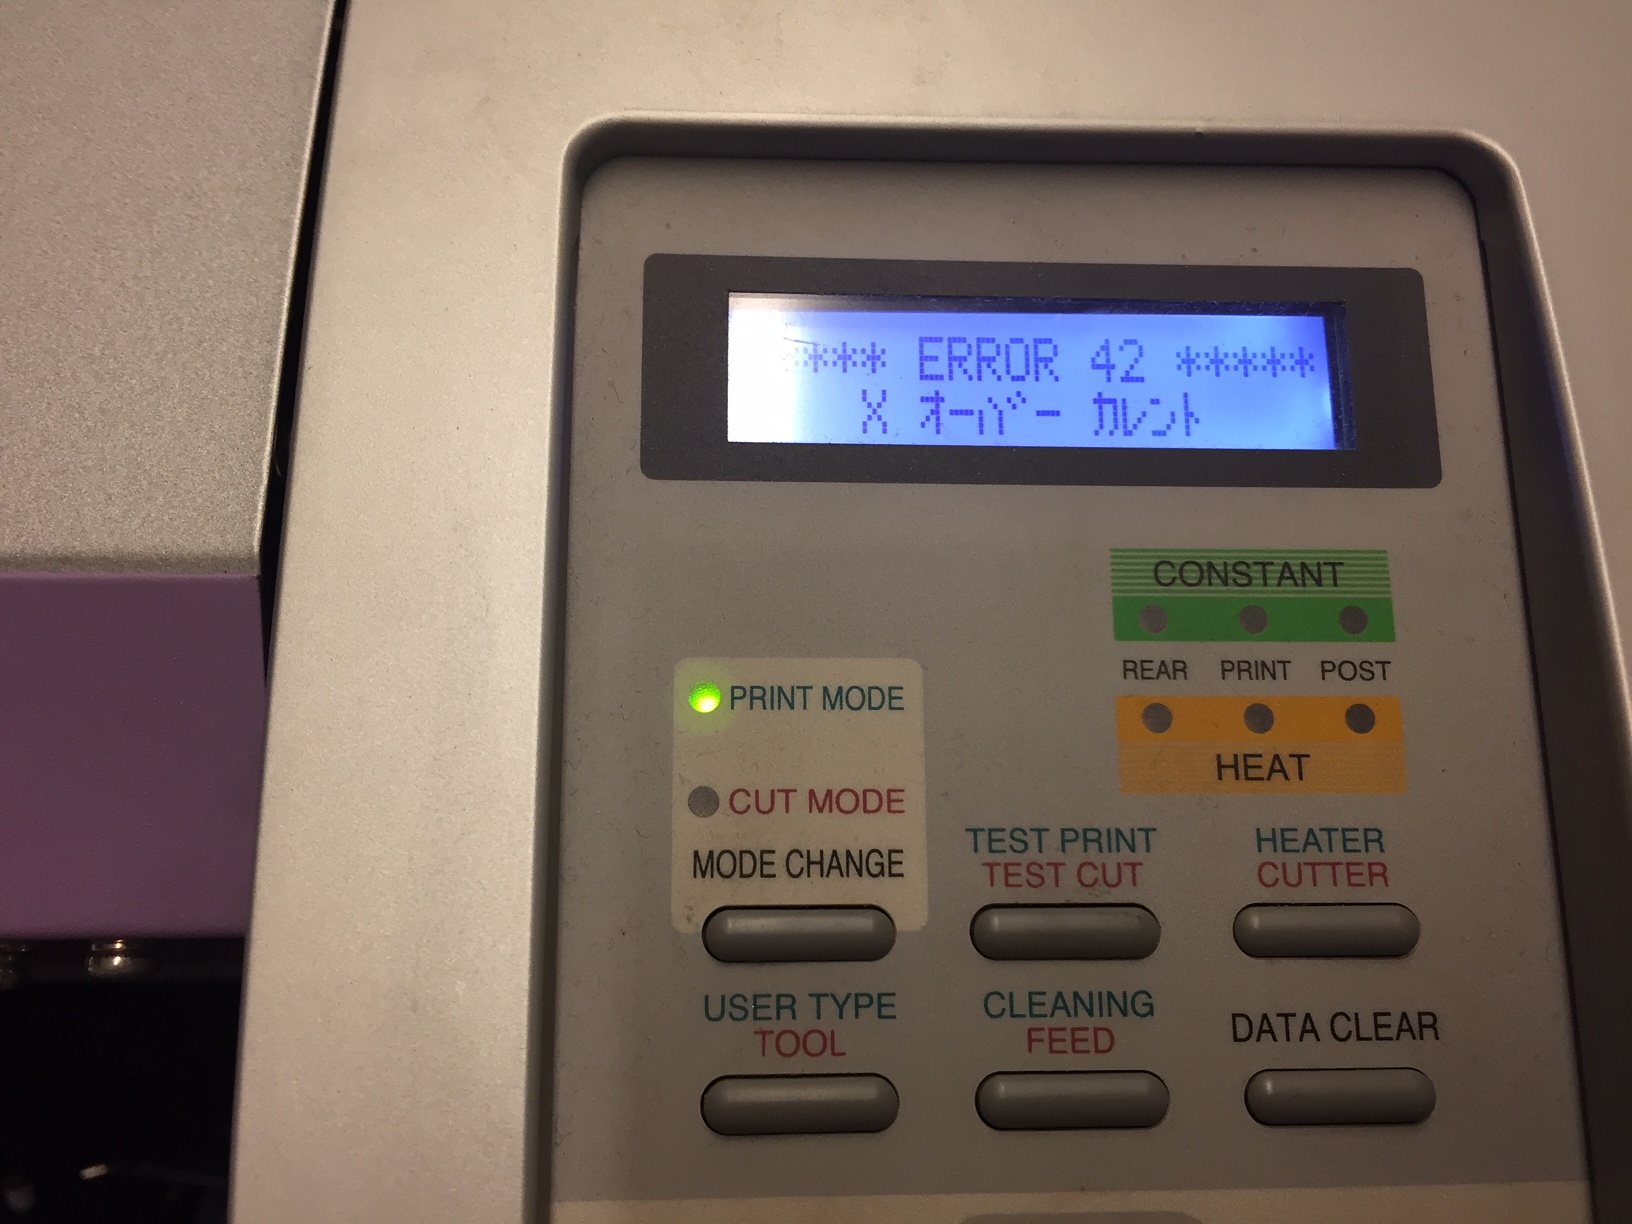 **** ERROR 42 *****
X オーバー カレント
CONSTANT
REAR PRINT POST
HEAT
PRINT MODE
CUT MODE
MODE CHANGE
TEST PRINT
TEST CUT
HEATER
CUTTER
USER TYPE
TOOL
CLEANING
FEED
DATA CLEAR